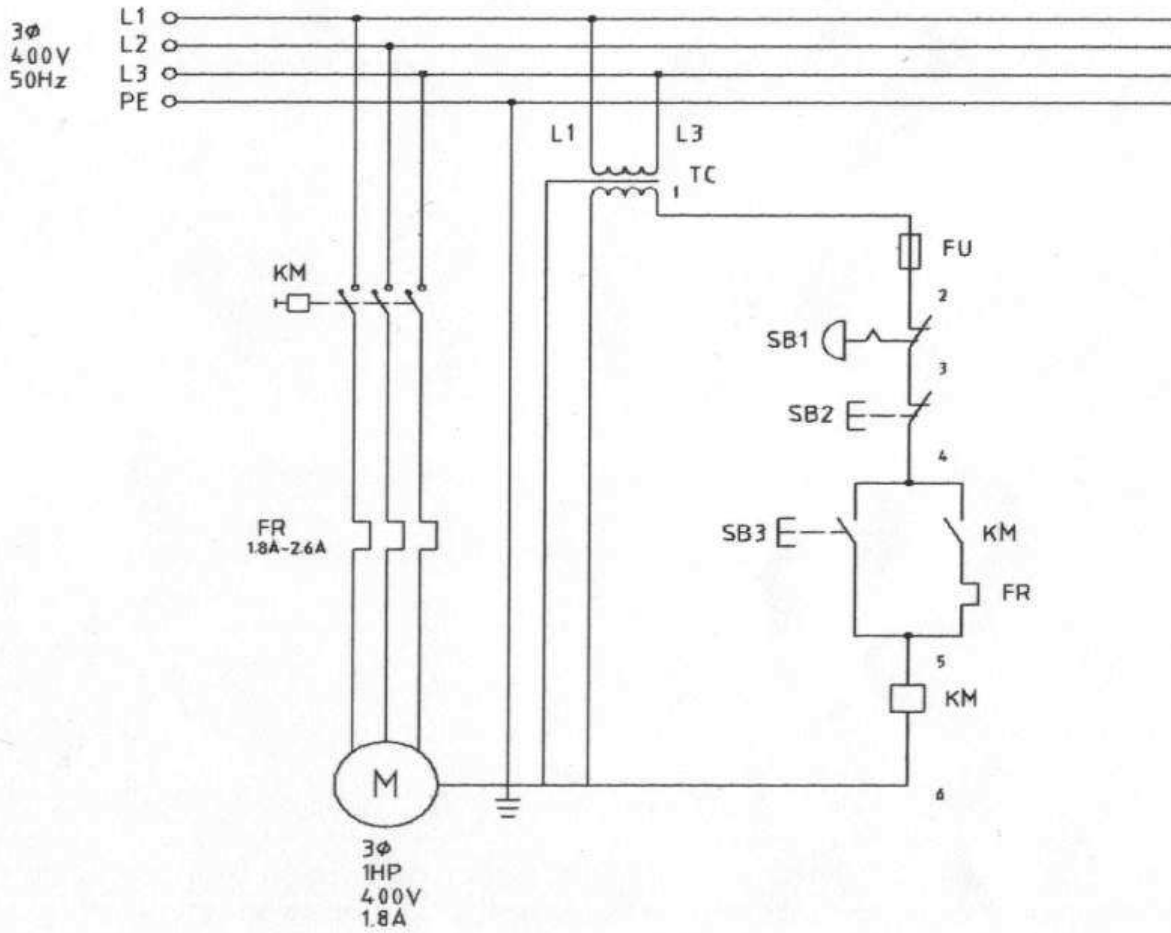 L1
3Ø
L2
400V
L3
50Hz
PE
L1
L3
TC
1
FU
KM
2
SB1
3
SB2
4
FR
1.8A~2.6A
SB3
KM
FR
5
KM
M
6
3Ø
1HP
400V
1.8A